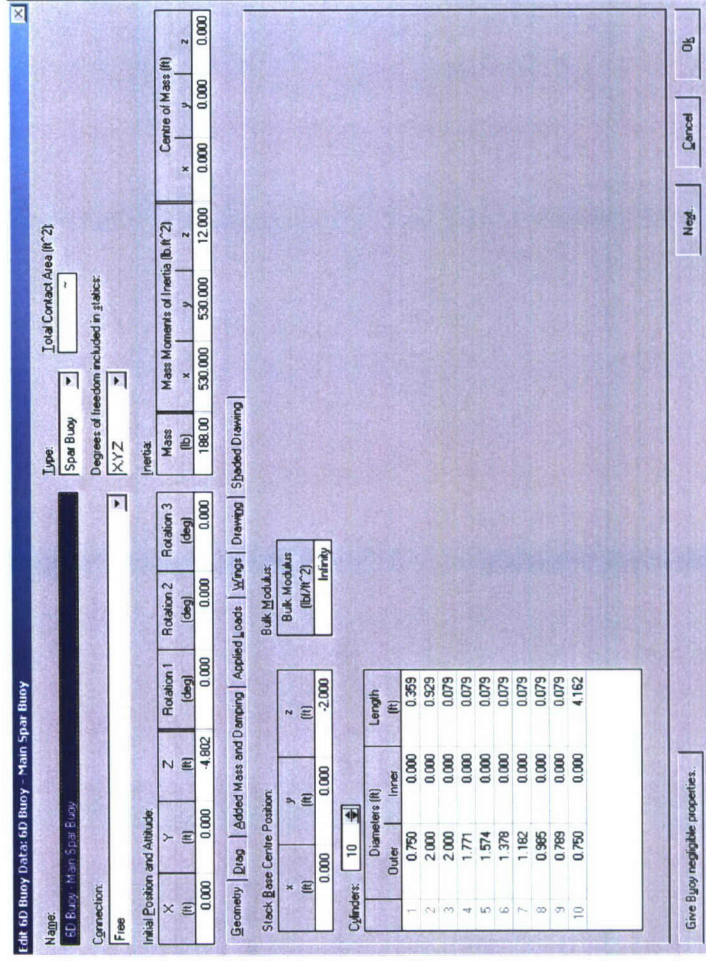 Edit 6D Buoy Data: 6D Buoy - Main Spar Buoy
Name:
6D Buoy - Main Spar Buoy
Type:
Spar Buoy
Total Contact Area (ft^2):
~
Connection:
Free
Degrees of freedom included in statics:
X,Y,Z
Initial Position and Attitude:
X Y Z Rotation 1 Rotation 2 Rotation 3
(ft) (ft) (ft) (deg) (deg) (deg)
0.000 0.000 -4.802 0.000 0.000 0.000
Inertia:
Mass Mass Moments of Inertia (lb.ft^2) Centre of Mass (ft)
(lb) x y z x y z
188.00 530.000 530.000 12.000 0.000 0.000 0.000
Geometry Drag Added Mass and Damping Applied Loads Wings Drawing Shaded Drawing
Stack Base Centre Position:
x y z
(ft) (ft) (ft)
0.000 0.000 -2.000
Bulk Modulus:
Bulk Modulus
(lbf/ft^2)
Infinity
Cylinders: 10
Diameters (ft) Length
Outer Inner (ft)
1 0.750 0.000 0.359
2 2.000 0.000 0.929
3 2.000 0.000 0.079
4 1.771 0.000 0.079
5 1.574 0.000 0.079
6 1.378 0.000 0.079
7 1.182 0.000 0.079
8 0.985 0.000 0.079
9 0.789 0.000 0.079
10 0.750 0.000 4.162
Give Buoy negligible properties.
Next
Cancel
Ok